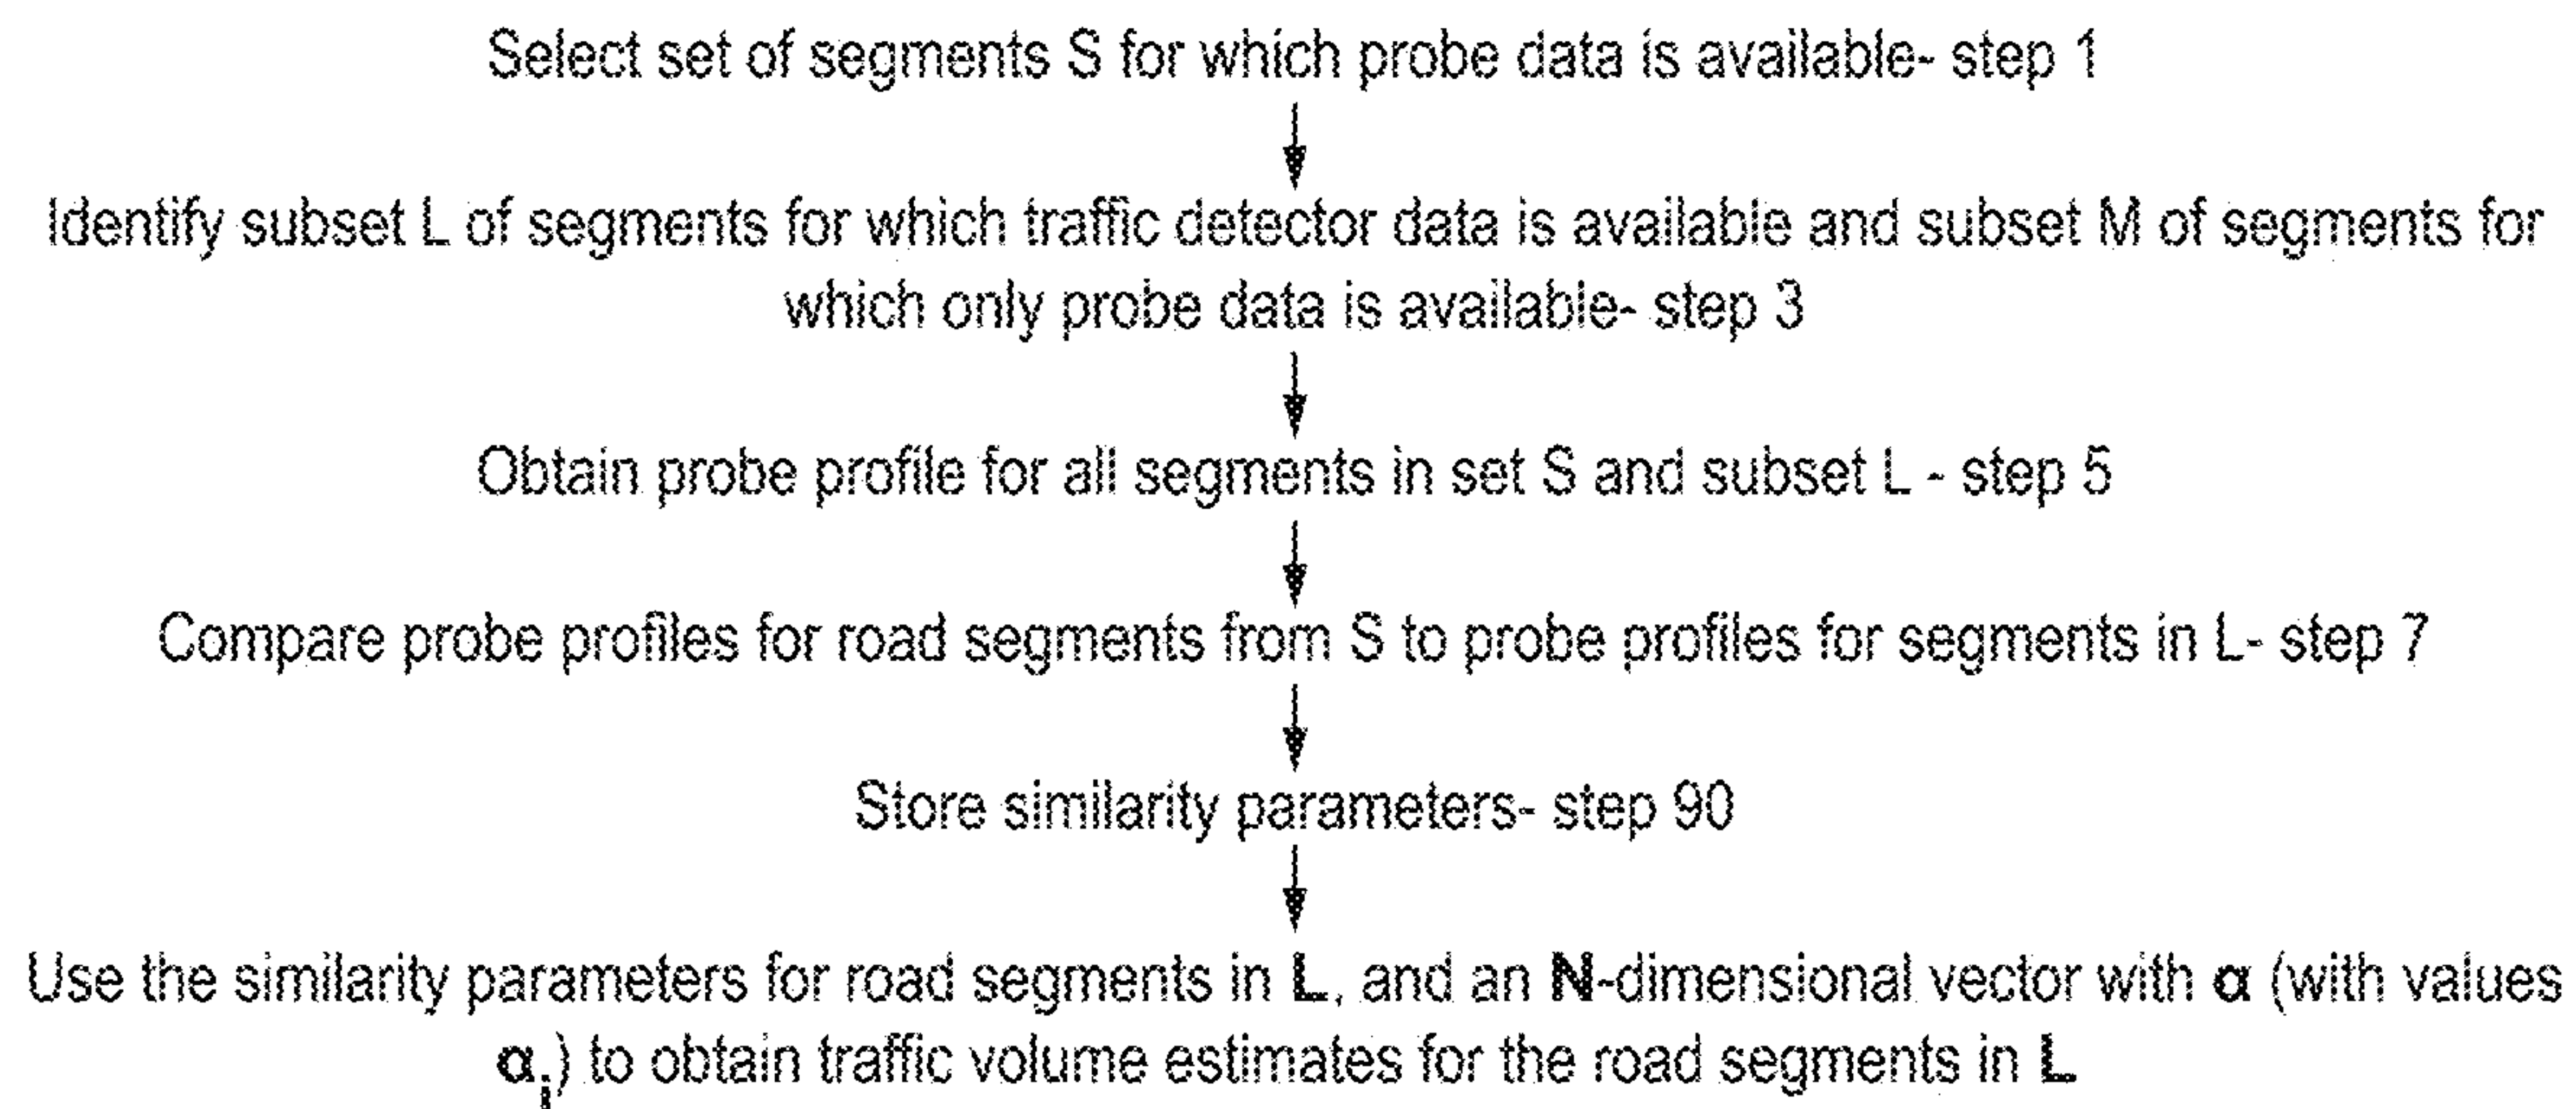 Select set of segments S for which probe data is available- step 1
Identify subset L of segments for which traffic detector data is available and subset M of segments for
which only probe data is available- step 3
Obtain probe profile for all segments in set S and subset L - step 5
Compare probe profiles for road segments from S to probe profiles for segments in L- step 7
Store similarity parameters- step 90
Use the similarity parameters for road segments in L, and an N-dimensional vector with α (with values
αi) to obtain traffic volume estimates for the road segments in L